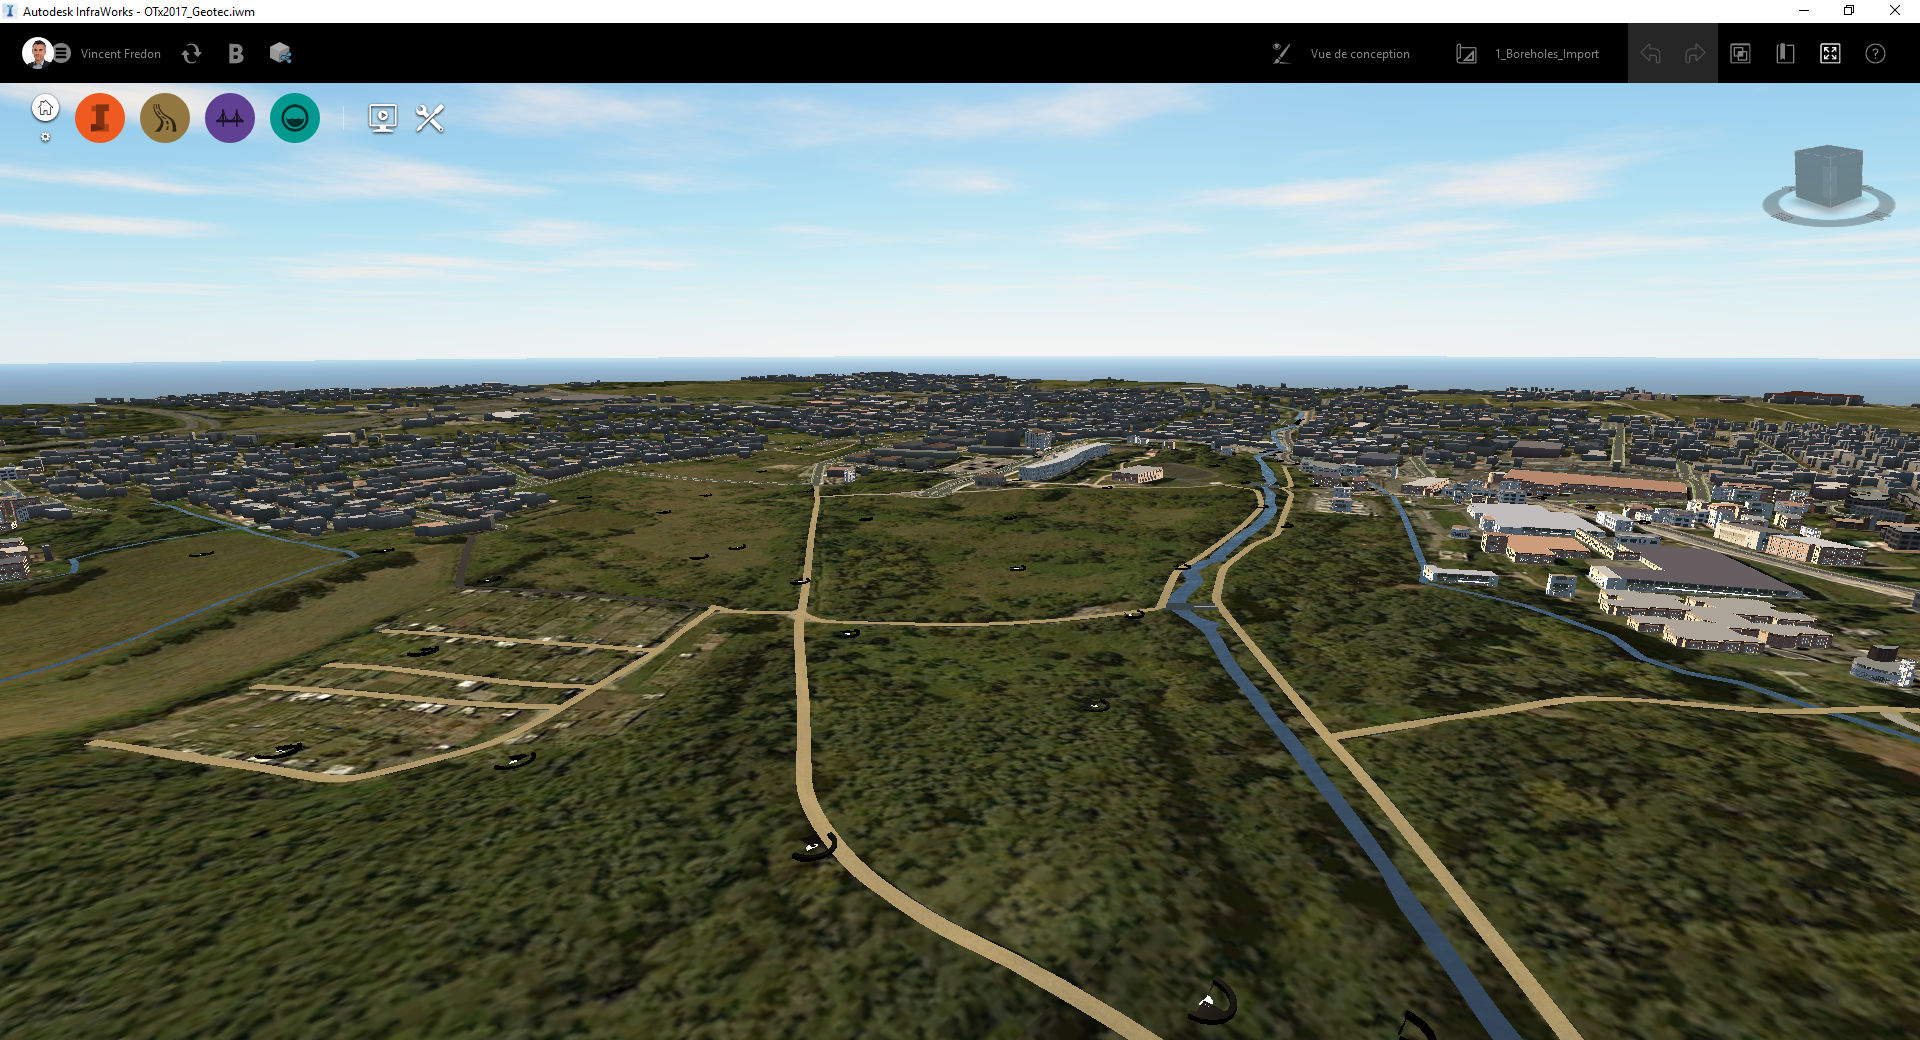 Autodesk InfraWorks - OTx2017_Geotec.iwm
Vincent Fredon
B
Vue de conception
1_Boreholes_Import
?